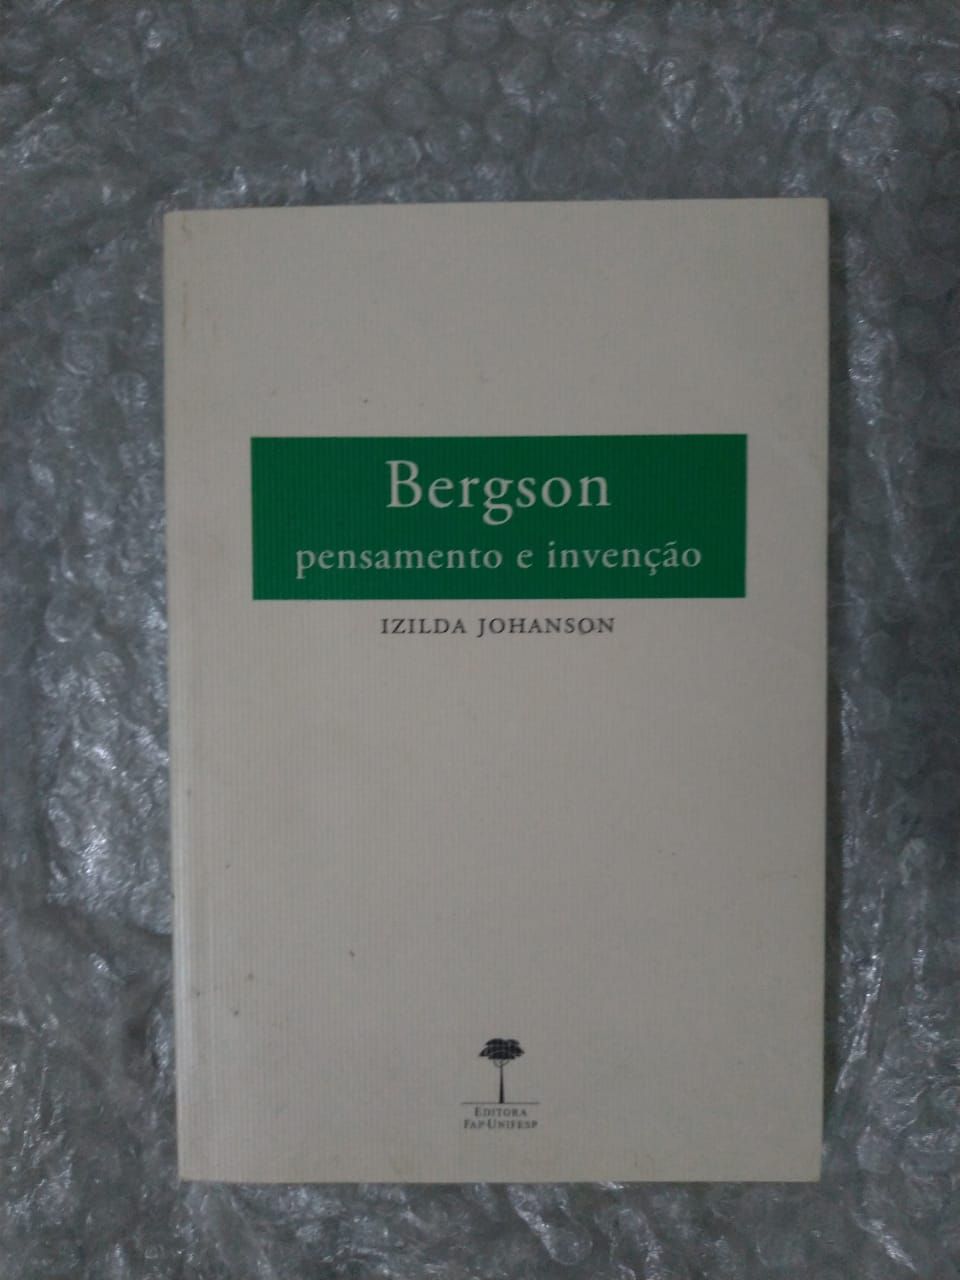 Bergson
pensamento e invenção
IZILDA JOHANSON
EDITORA
FAP-UNIFESP